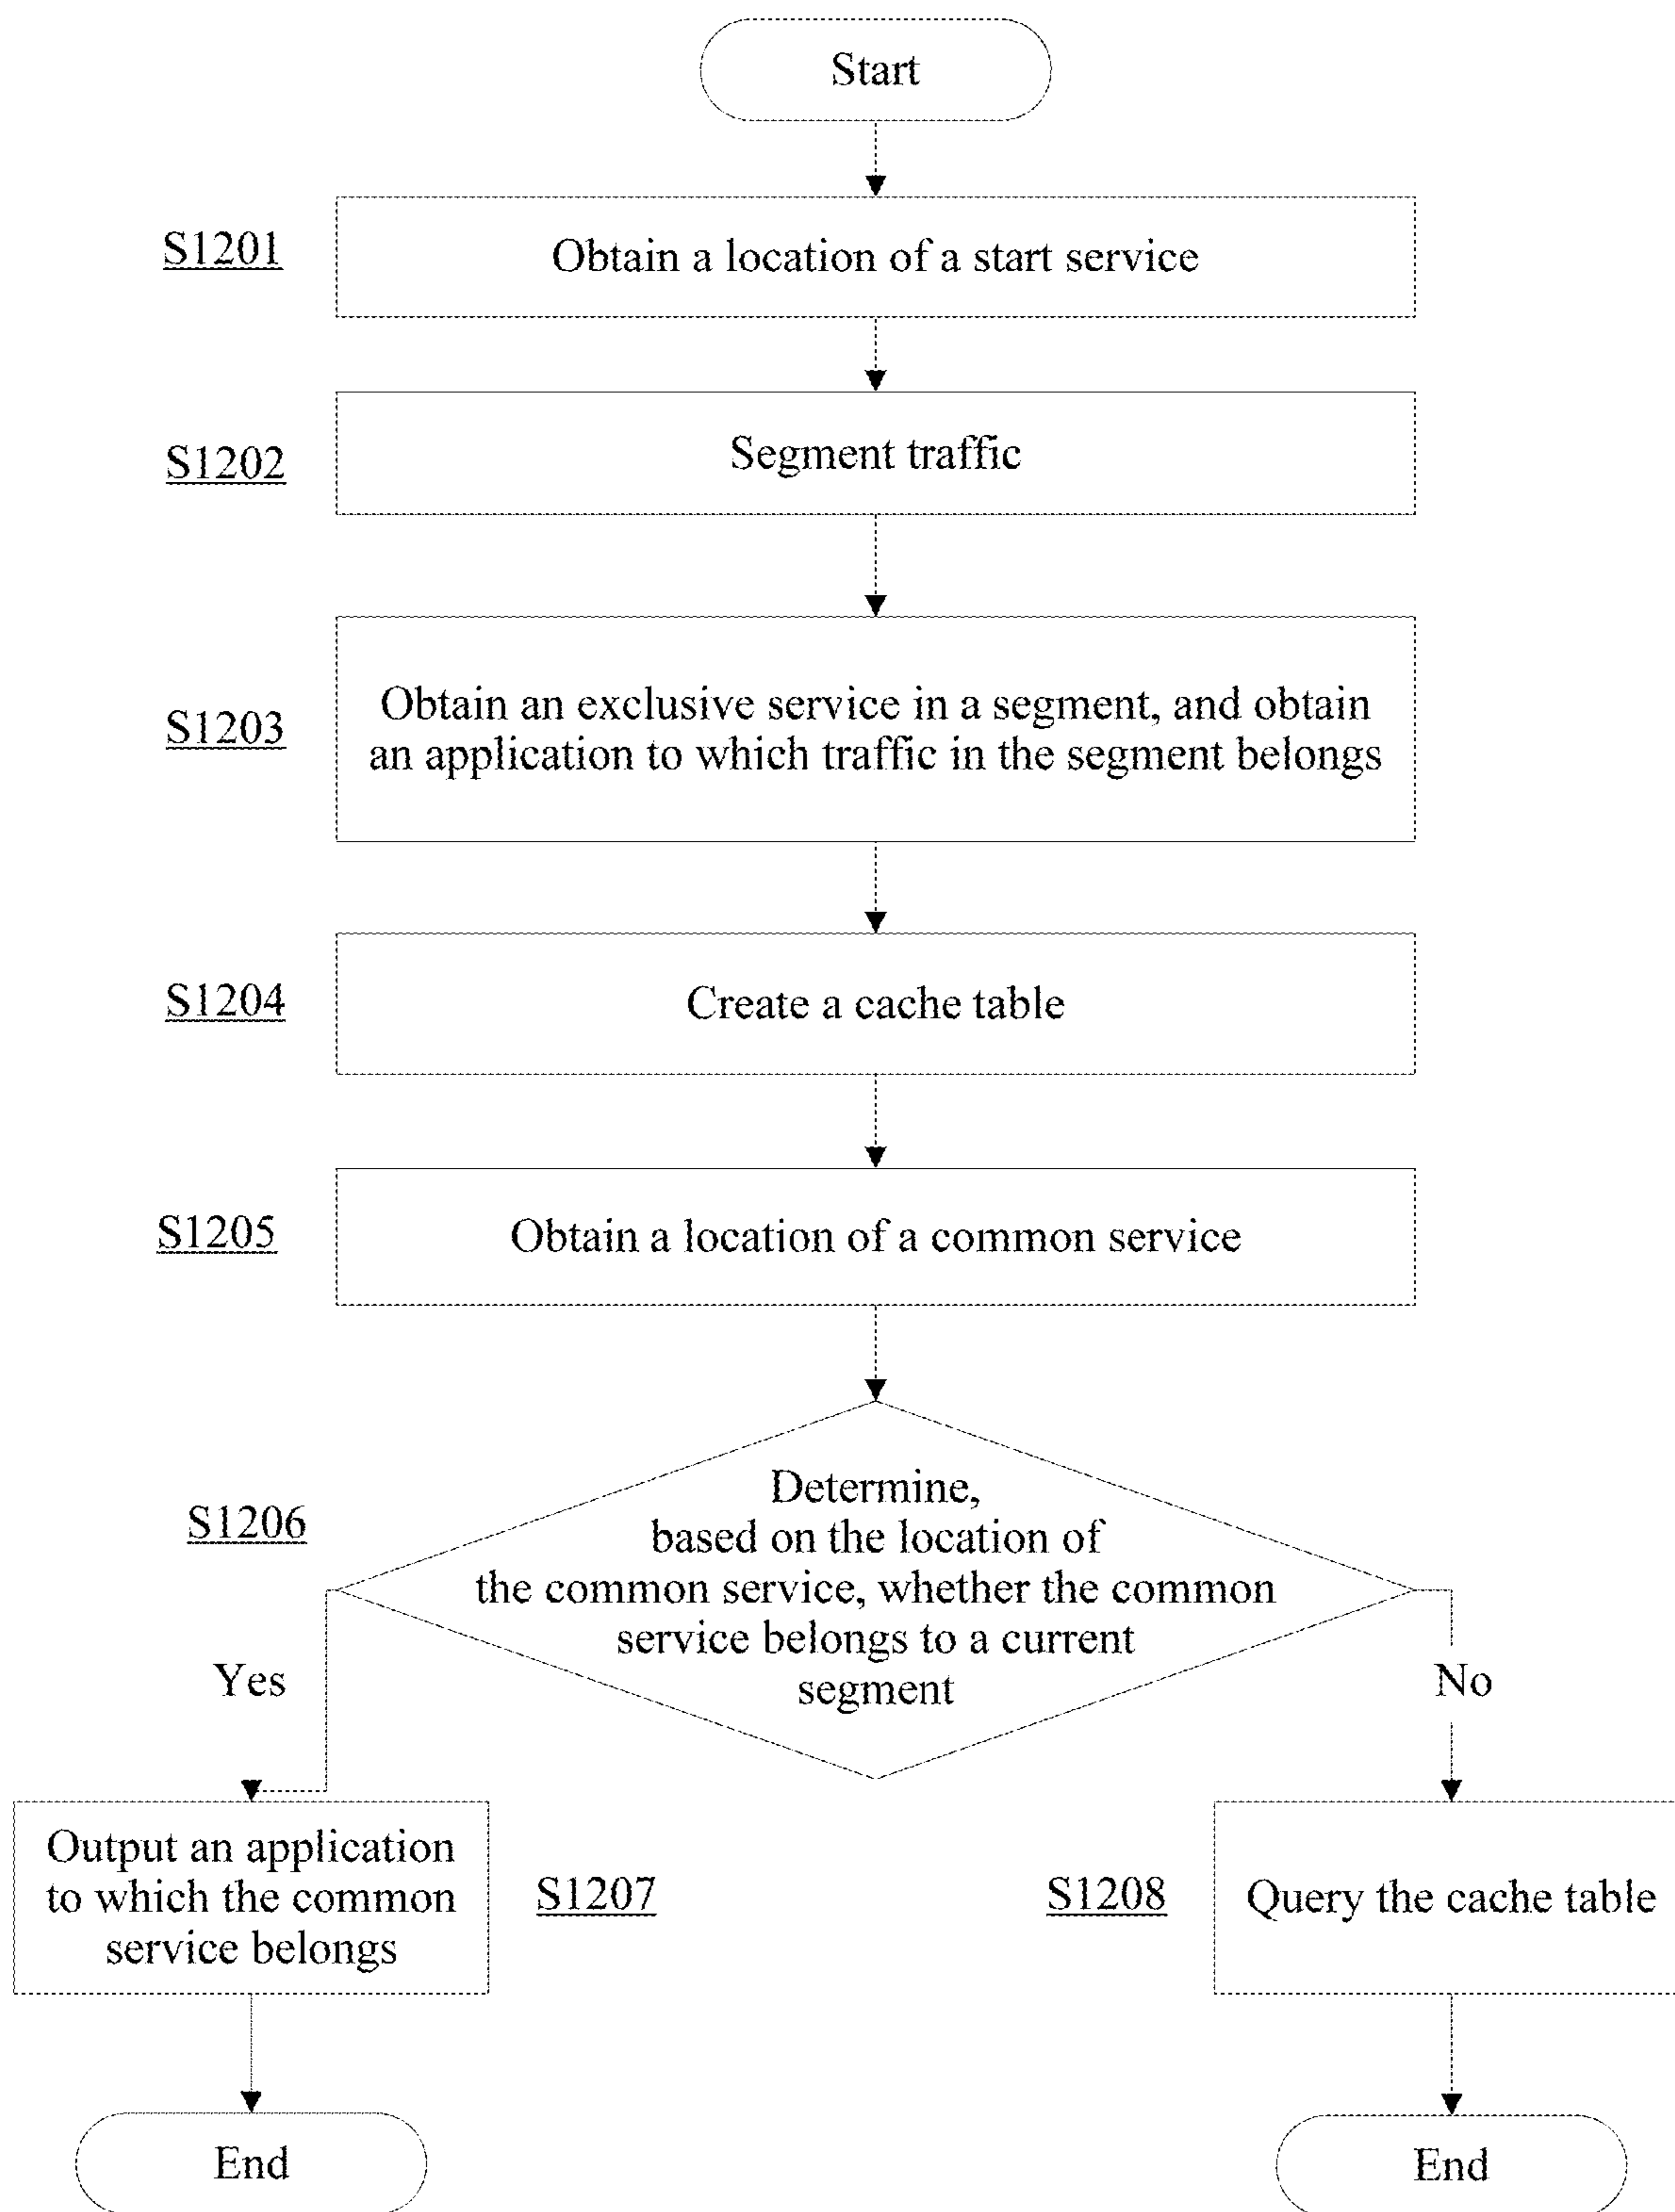 Start
S1201
Obtain a location of a start service
S1202
Segment traffic
S1203
Obtain an exclusive service in a segment, and obtain
an application to which traffic in the segment belongs
S1204
Create a cache table
S1205
Obtain a location of a common service
S1206
Determine,
based on the location of
the common service, whether the common
service belongs to a current
segment
Yes
No
Output an application
to which the common
service belongs
S1207
S1208
Query the cache table
End
End